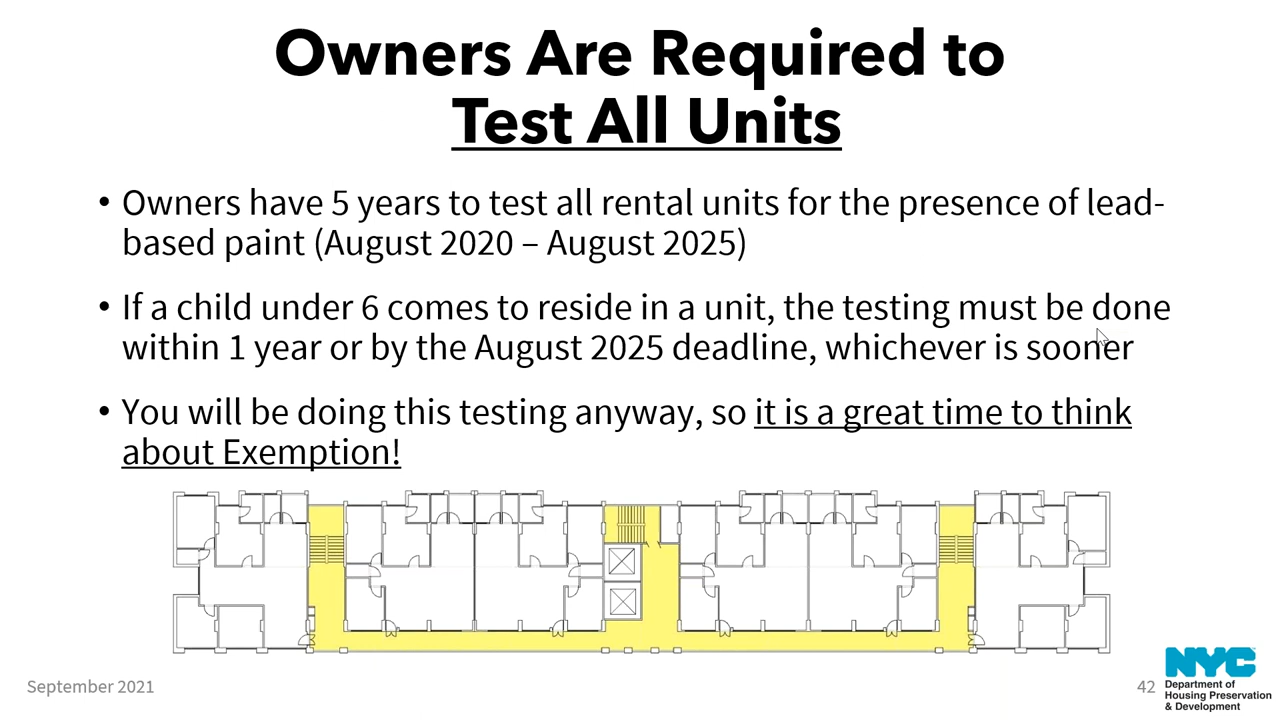 Owners Are Required to
Test All Units
• Owners have 5 years to test all rental units for the presence of lead-
based paint (August 2020 – August 2025)
• If a child under 6 comes to reside in a unit, the testing must be done
within 1 year or by the August 2025 deadline, whichever is sooner
• You will be doing this testing anyway, so it is a great time to think
about Exemption!
September 2021
42
NYC
Department of
Housing Preservation
& Development